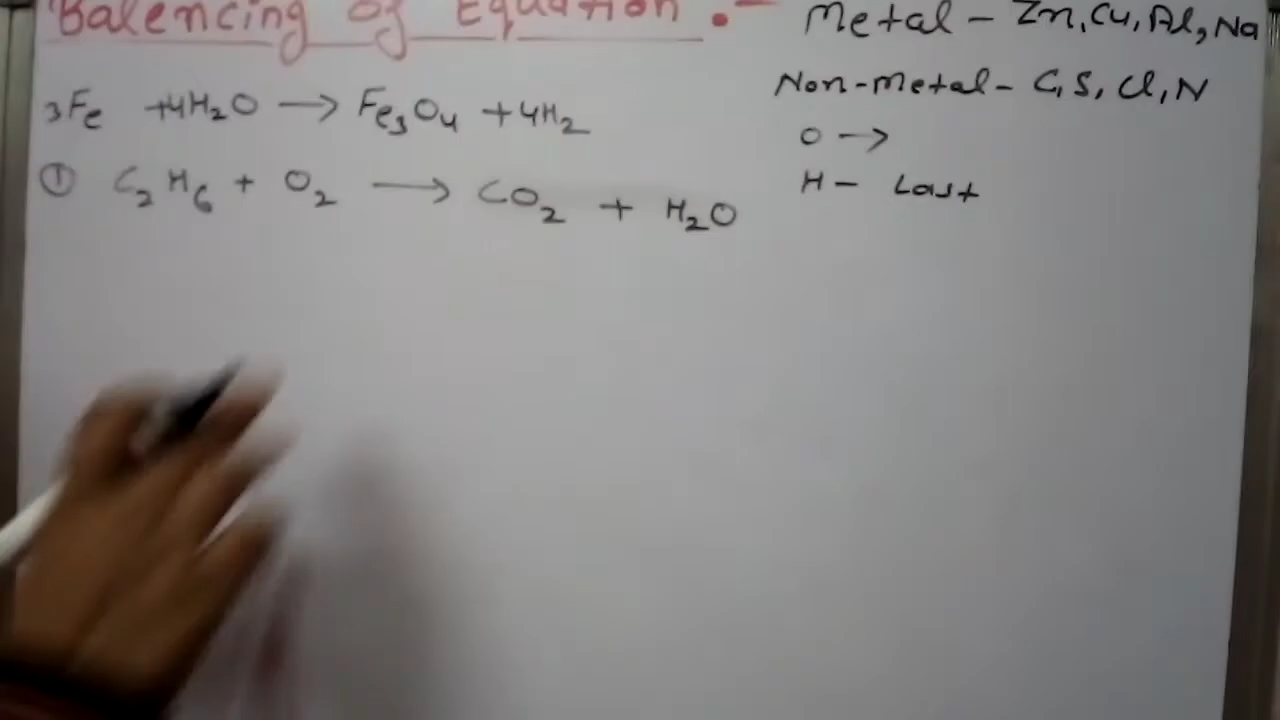 Balencing Of Equation :-
3Fe +4H₂O → Fe₃O₄ + 4H₂
① C₂H₆ + O₂ → CO₂ + H₂O
Metal - Zn, Cu, Al, Na
Non-metal - C, S, Cl, N
O →
H - Last